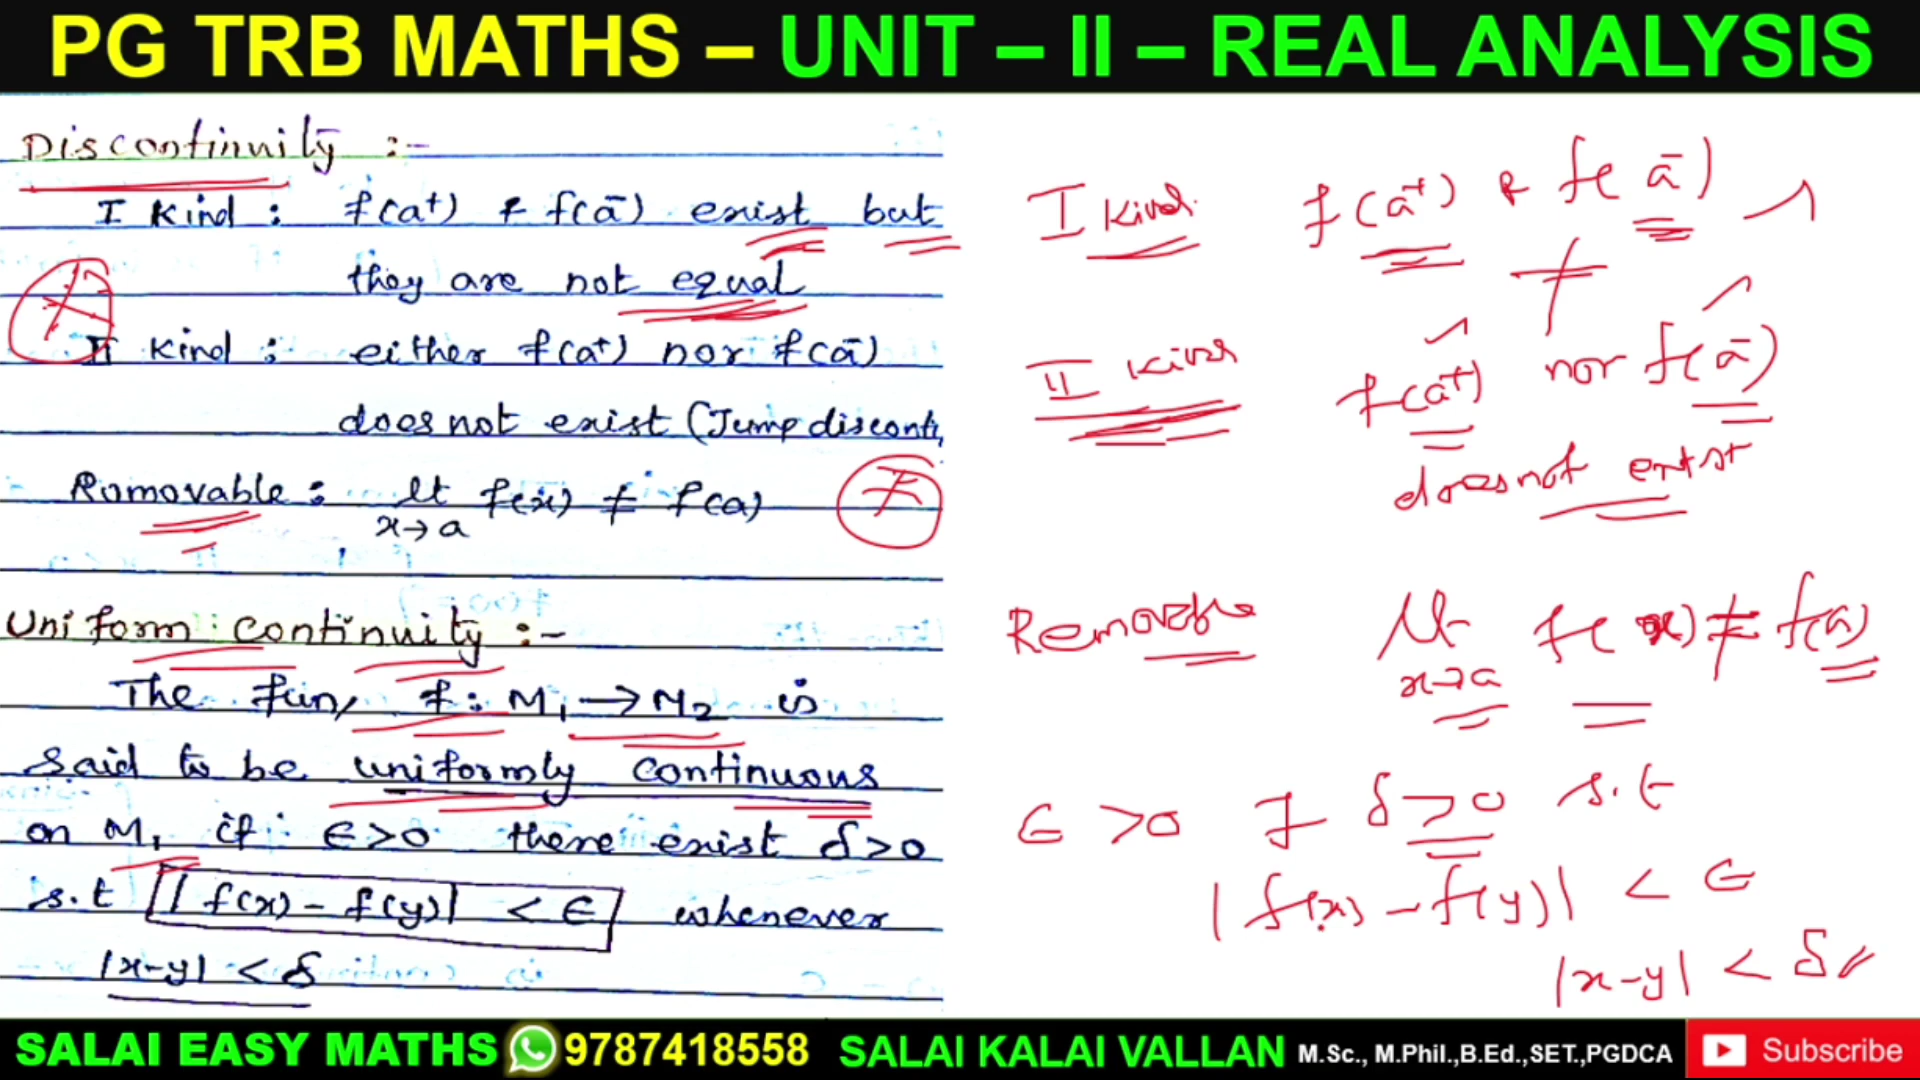 PG TRB MATHS – UNIT – II – REAL ANALYSIS
Discontinuity :-
I Kind : f(a⁺) & f(a⁻) exist but
they are not equal
II Kind : either f(a⁺) nor f(a⁻)
does not exist (Jump disconti,
Removable : lt f(x) ≠ f(a)
x→a
Uniform continuity :-
The fun, f : M₁ → M₂ is
said to be uniformly continuous
on M₁ if ϵ>0 there exist δ>0
s.t |f(x) - f(y)| < ϵ whenever
|x-y| < δ
I Kind f(a⁺) & f(a⁻)
≠
II Kind f(a⁺) nor f(a⁻)
does not exist
Removable lt f(x) ≠ f(a)
x→a
ϵ >0 ∃ δ>0 s.t
|f(x) - f(y)| < ϵ
|x-y| < δ
SALAI EASY MATHS 9787418558 SALAI KALAI VALLAN M.Sc., M.Phil.,B.Ed.,SET.,PGDCA Subscribe